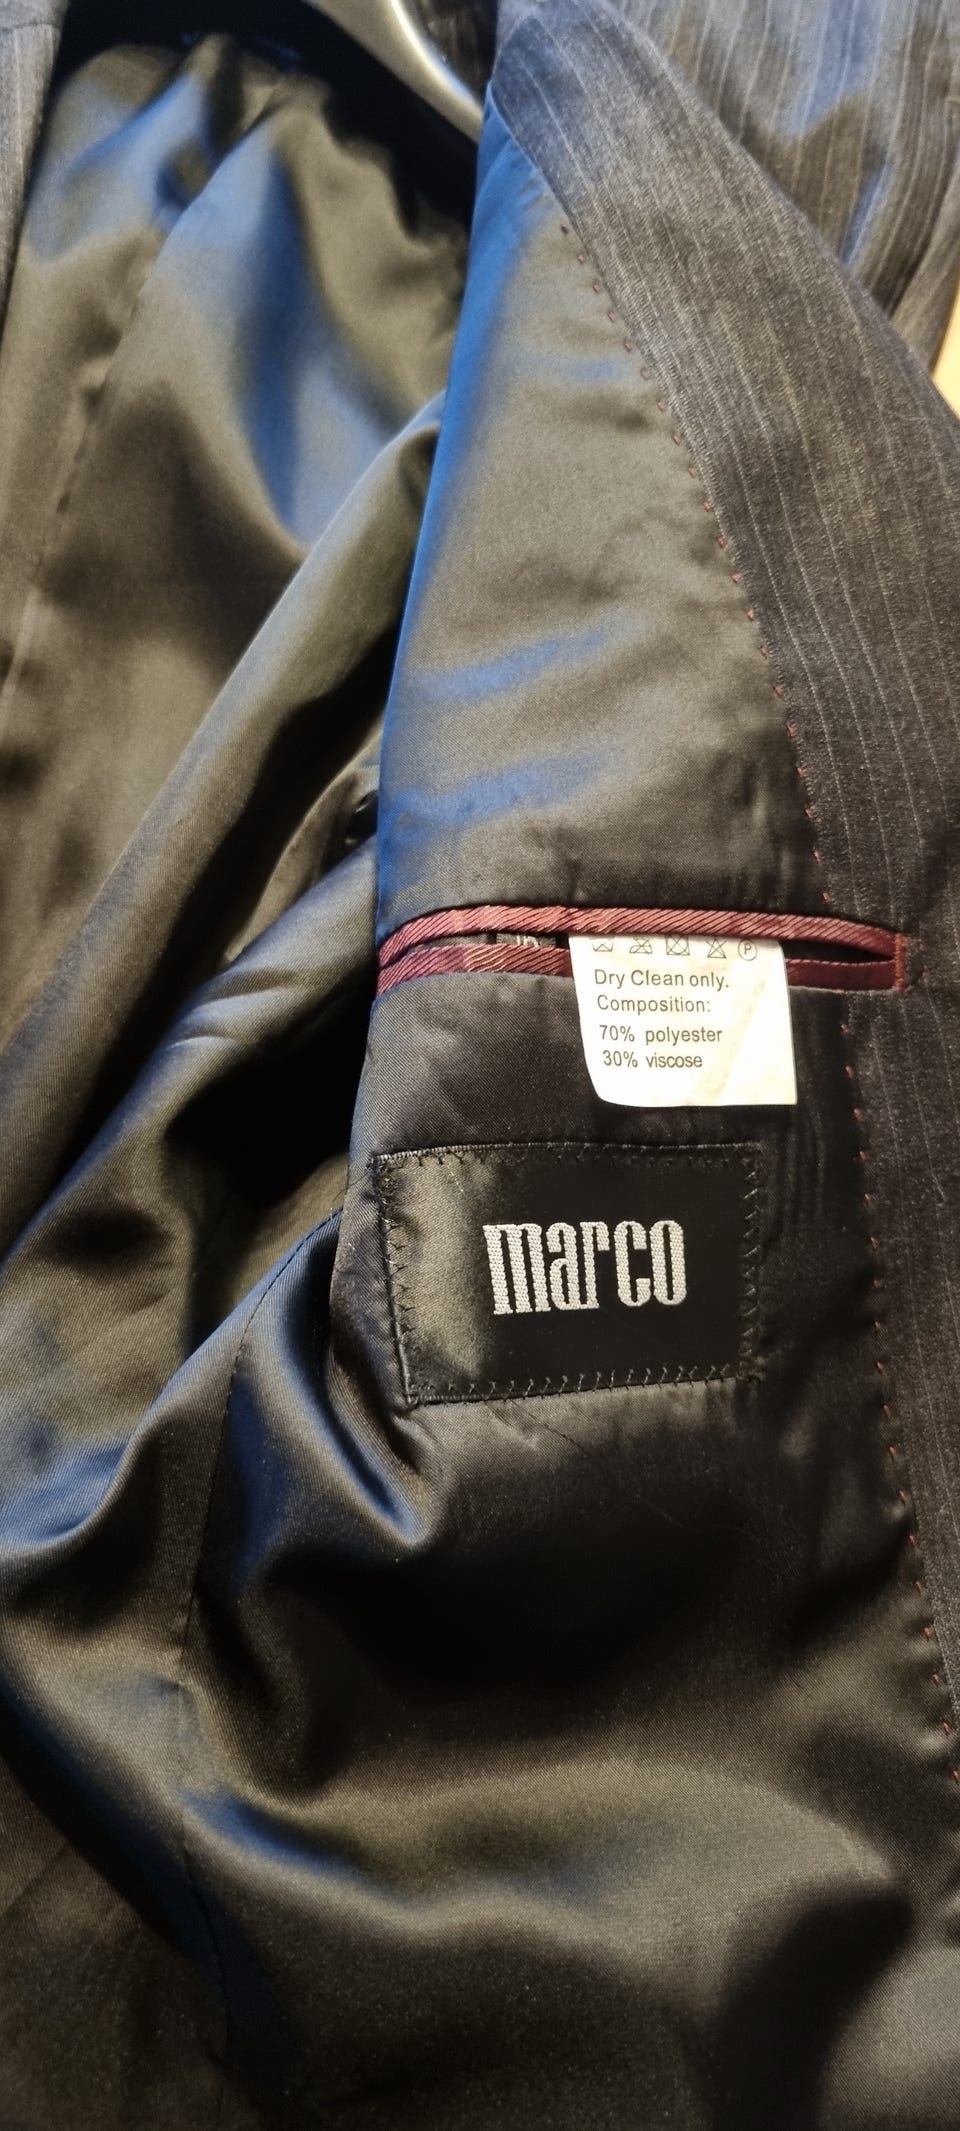 P
Dry Clean only.
Composition:
70% polyester
30% viscose
marco